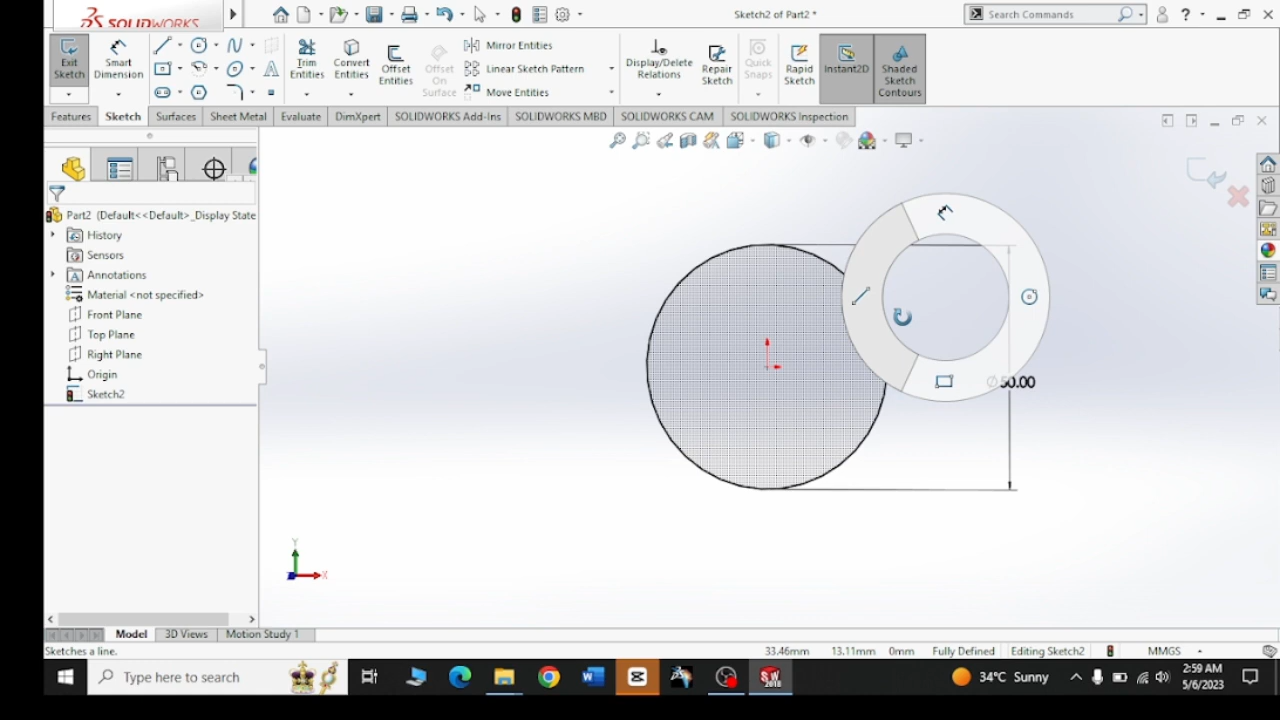 SOLIDWORKS
Sketch2 of Part2 *
Search Commands
Exit Sketch
Smart Dimension
Trim Entities
Convert Entities
Offset Entities
Offset On Surface
Mirror Entities
Linear Sketch Pattern
Move Entities
Display/Delete Relations
Repair Sketch
Quick Snaps
Rapid Sketch
Instant2D
Shaded Sketch Contours
Features
Sketch
Surfaces
Sheet Metal
Evaluate
DimXpert
SOLIDWORKS Add-Ins
SOLIDWORKS MBD
SOLIDWORKS CAM
SOLIDWORKS Inspection
Part2 (Default<<Default>_Display State
History
Sensors
Annotations
Material <not specified>
Front Plane
Top Plane
Right Plane
Origin
Sketch2
Ø50.00
Y
X
Model
3D Views
Motion Study 1
Sketches a line.
33.46mm
13.11mm
0mm
Fully Defined
Editing Sketch2
MMGS
Type here to search
SW
2018
34°C Sunny
2:59 AM
5/6/2023